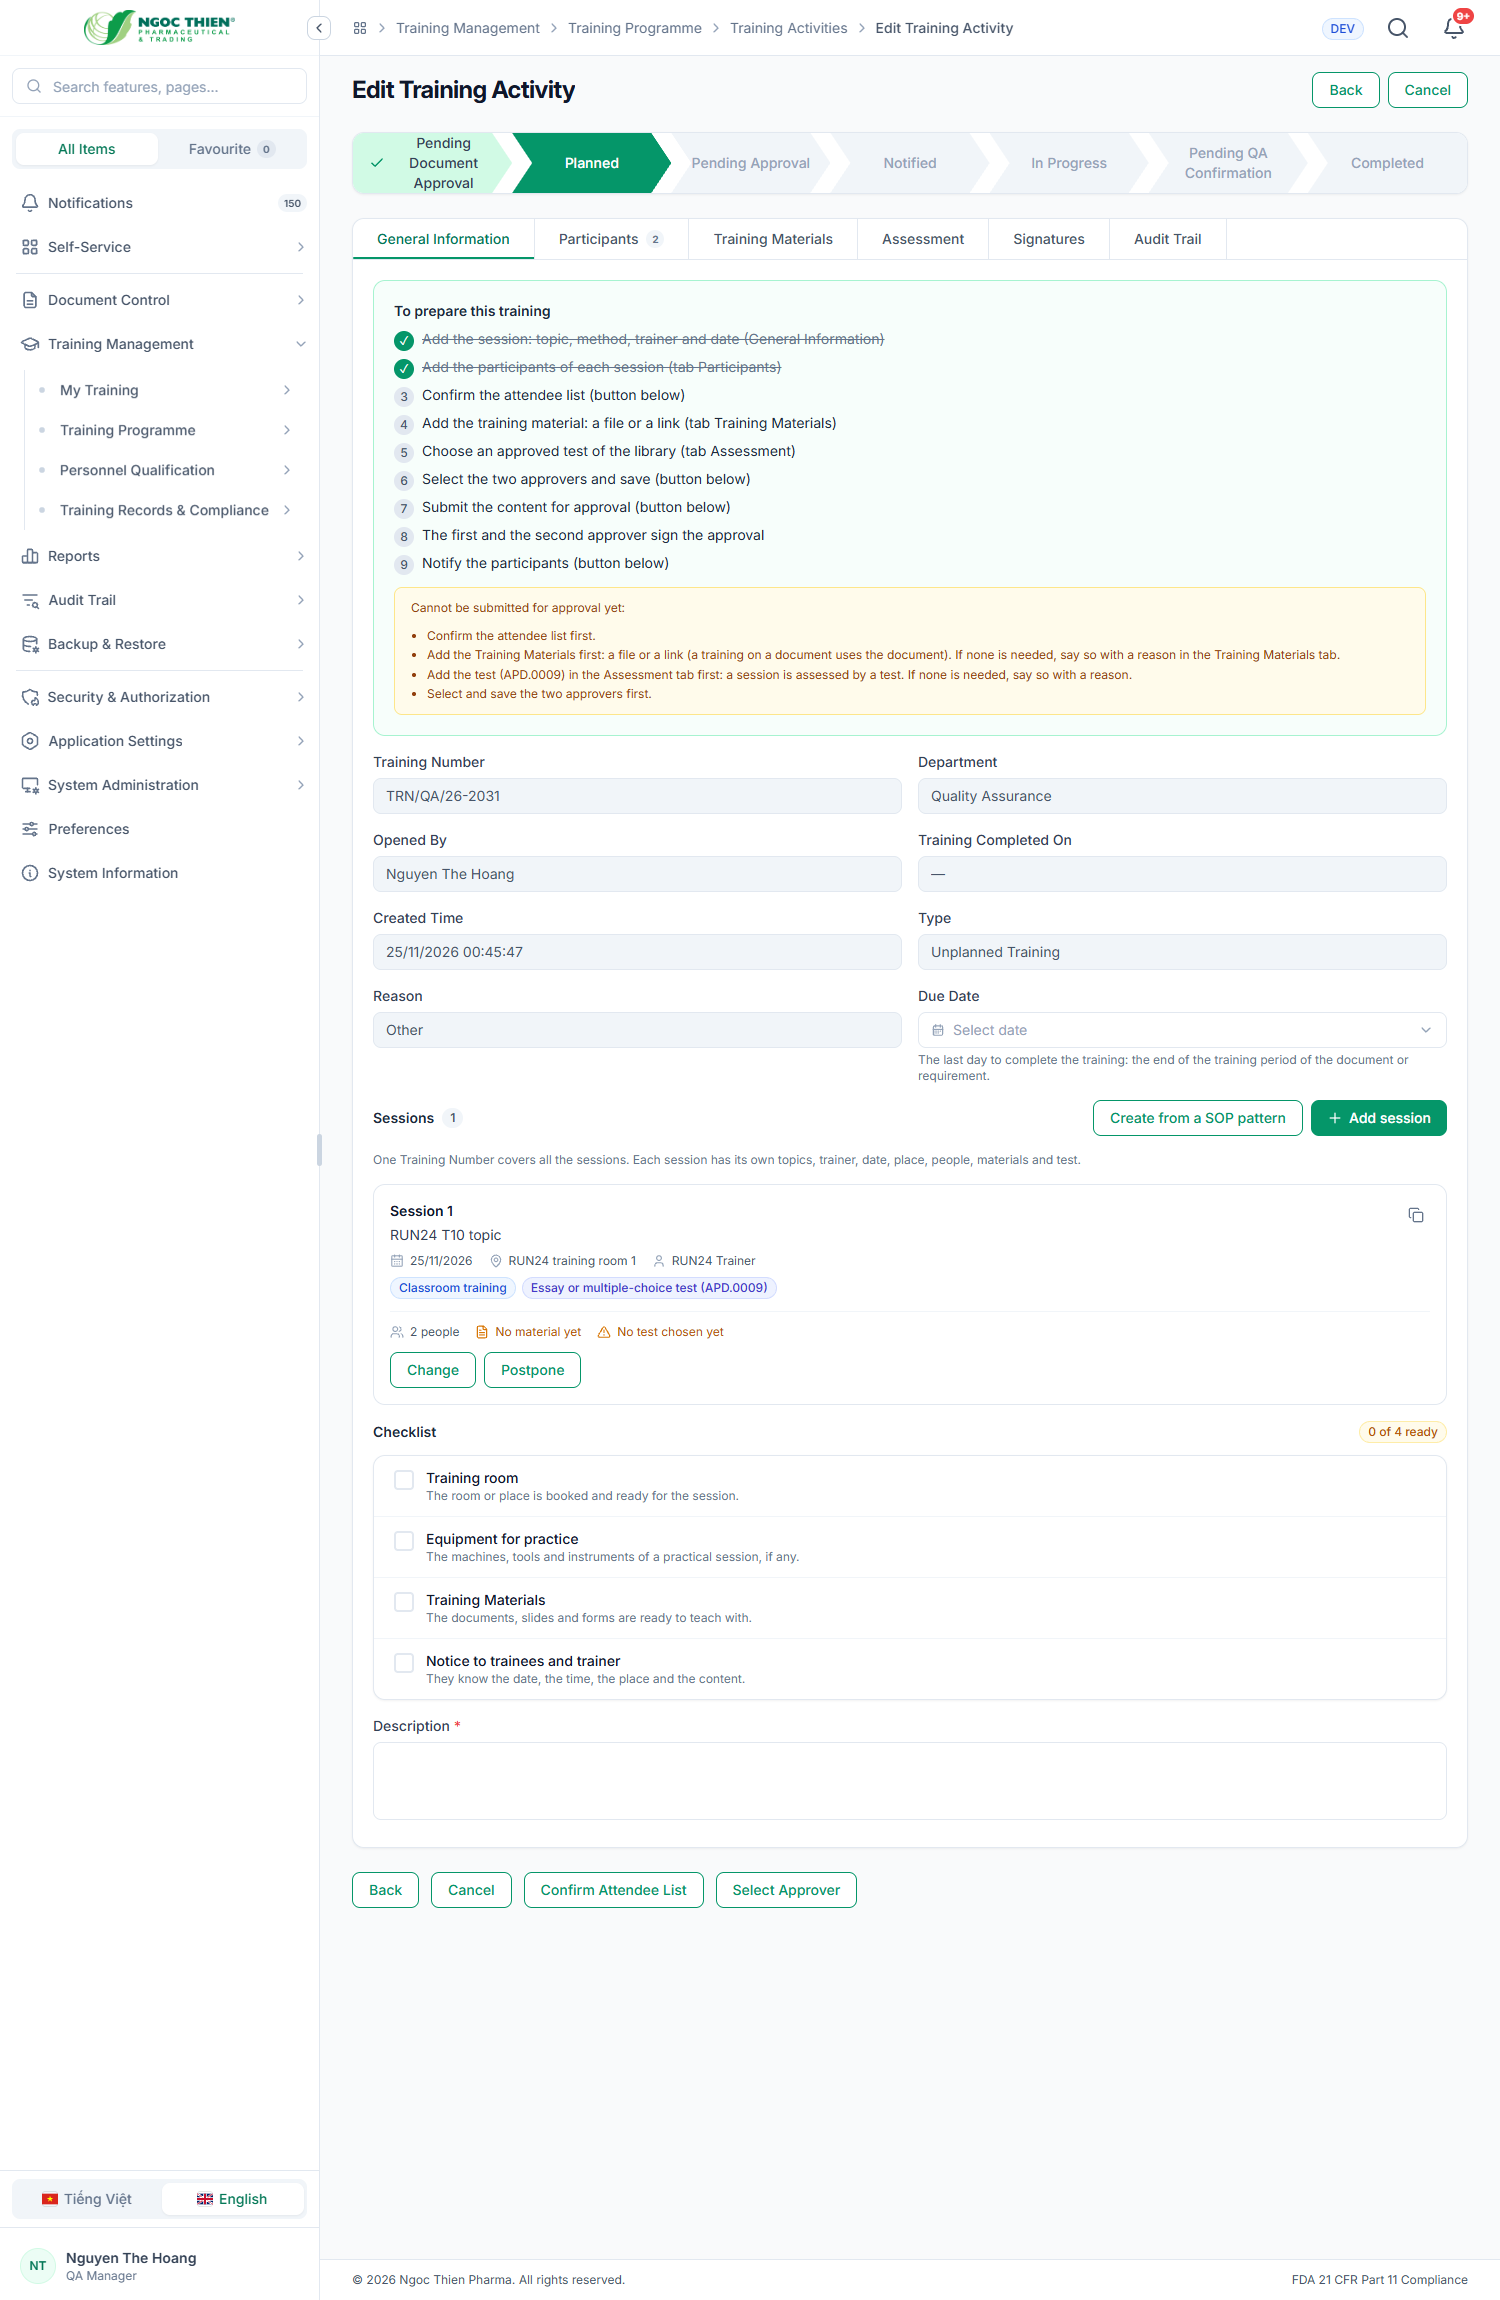 NGOC THIEN®
PHARMACEUTICAL
& TRADING
Training Management
Training Programme
Training Activities
Edit Training Activity
DEV
9+
Search features, pages...
All Items
Favourite 0
Notifications 150
Self-Service
Document Control
Training Management
My Training
Training Programme
Personnel Qualification
Training Records & Compliance
Reports
Audit Trail
Backup & Restore
Security & Authorization
Application Settings
System Administration
Preferences
System Information
Tiếng Việt
English
NT
Nguyen The Hoang
QA Manager
Edit Training Activity
Back
Cancel
Pending
Document
Approval
Planned
Pending Approval
Notified
In Progress
Pending QA
Confirmation
Completed
General Information
Participants 2
Training Materials
Assessment
Signatures
Audit Trail
To prepare this training
Add the session: topic, method, trainer and date (General Information)
Add the participants of each session (tab Participants)
3 Confirm the attendee list (button below)
4 Add the training material: a file or a link (tab Training Materials)
5 Choose an approved test of the library (tab Assessment)
6 Select the two approvers and save (button below)
7 Submit the content for approval (button below)
8 The first and the second approver sign the approval
9 Notify the participants (button below)
Cannot be submitted for approval yet:
• Confirm the attendee list first.
• Add the Training Materials first: a file or a link (a training on a document uses the document). If none is needed, say so with a reason in the Training Materials tab.
• Add the test (APD.0009) in the Assessment tab first: a session is assessed by a test. If none is needed, say so with a reason.
• Select and save the two approvers first.
Training Number
TRN/QA/26-2031
Department
Quality Assurance
Opened By
Nguyen The Hoang
Training Completed On
—
Created Time
25/11/2026 00:45:47
Type
Unplanned Training
Reason
Other
Due Date
Select date
The last day to complete the training: the end of the training period of the document or
requirement.
Sessions 1
Create from a SOP pattern
+ Add session
One Training Number covers all the sessions. Each session has its own topics, trainer, date, place, people, materials and test.
Session 1
RUN24 T10 topic
25/11/2026
RUN24 training room 1
RUN24 Trainer
Classroom training
Essay or multiple-choice test (APD.0009)
2 people
No material yet
No test chosen yet
Change
Postpone
Checklist
0 of 4 ready
Training room
The room or place is booked and ready for the session.
Equipment for practice
The machines, tools and instruments of a practical session, if any.
Training Materials
The documents, slides and forms are ready to teach with.
Notice to trainees and trainer
They know the date, the time, the place and the content.
Description *
Back
Cancel
Confirm Attendee List
Select Approver
© 2026 Ngoc Thien Pharma. All rights reserved.
FDA 21 CFR Part 11 Compliance